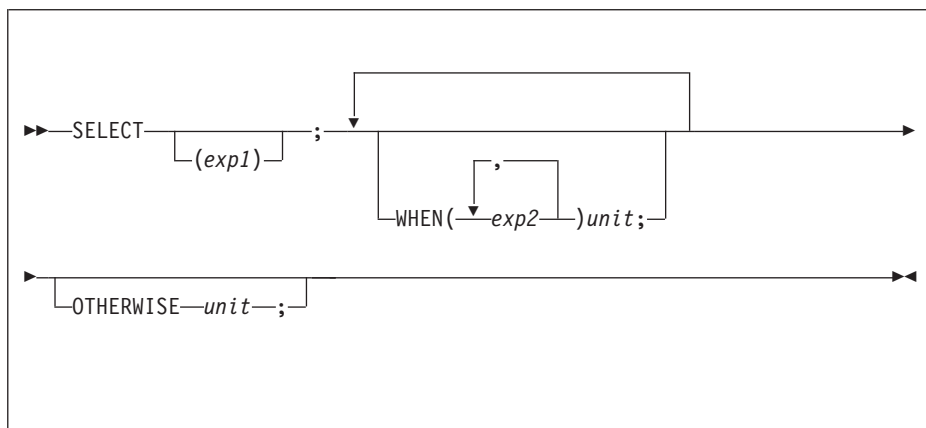 SELECT ;
(exp1)
,
WHEN( exp2 )unit;
OTHERWISE unit ;